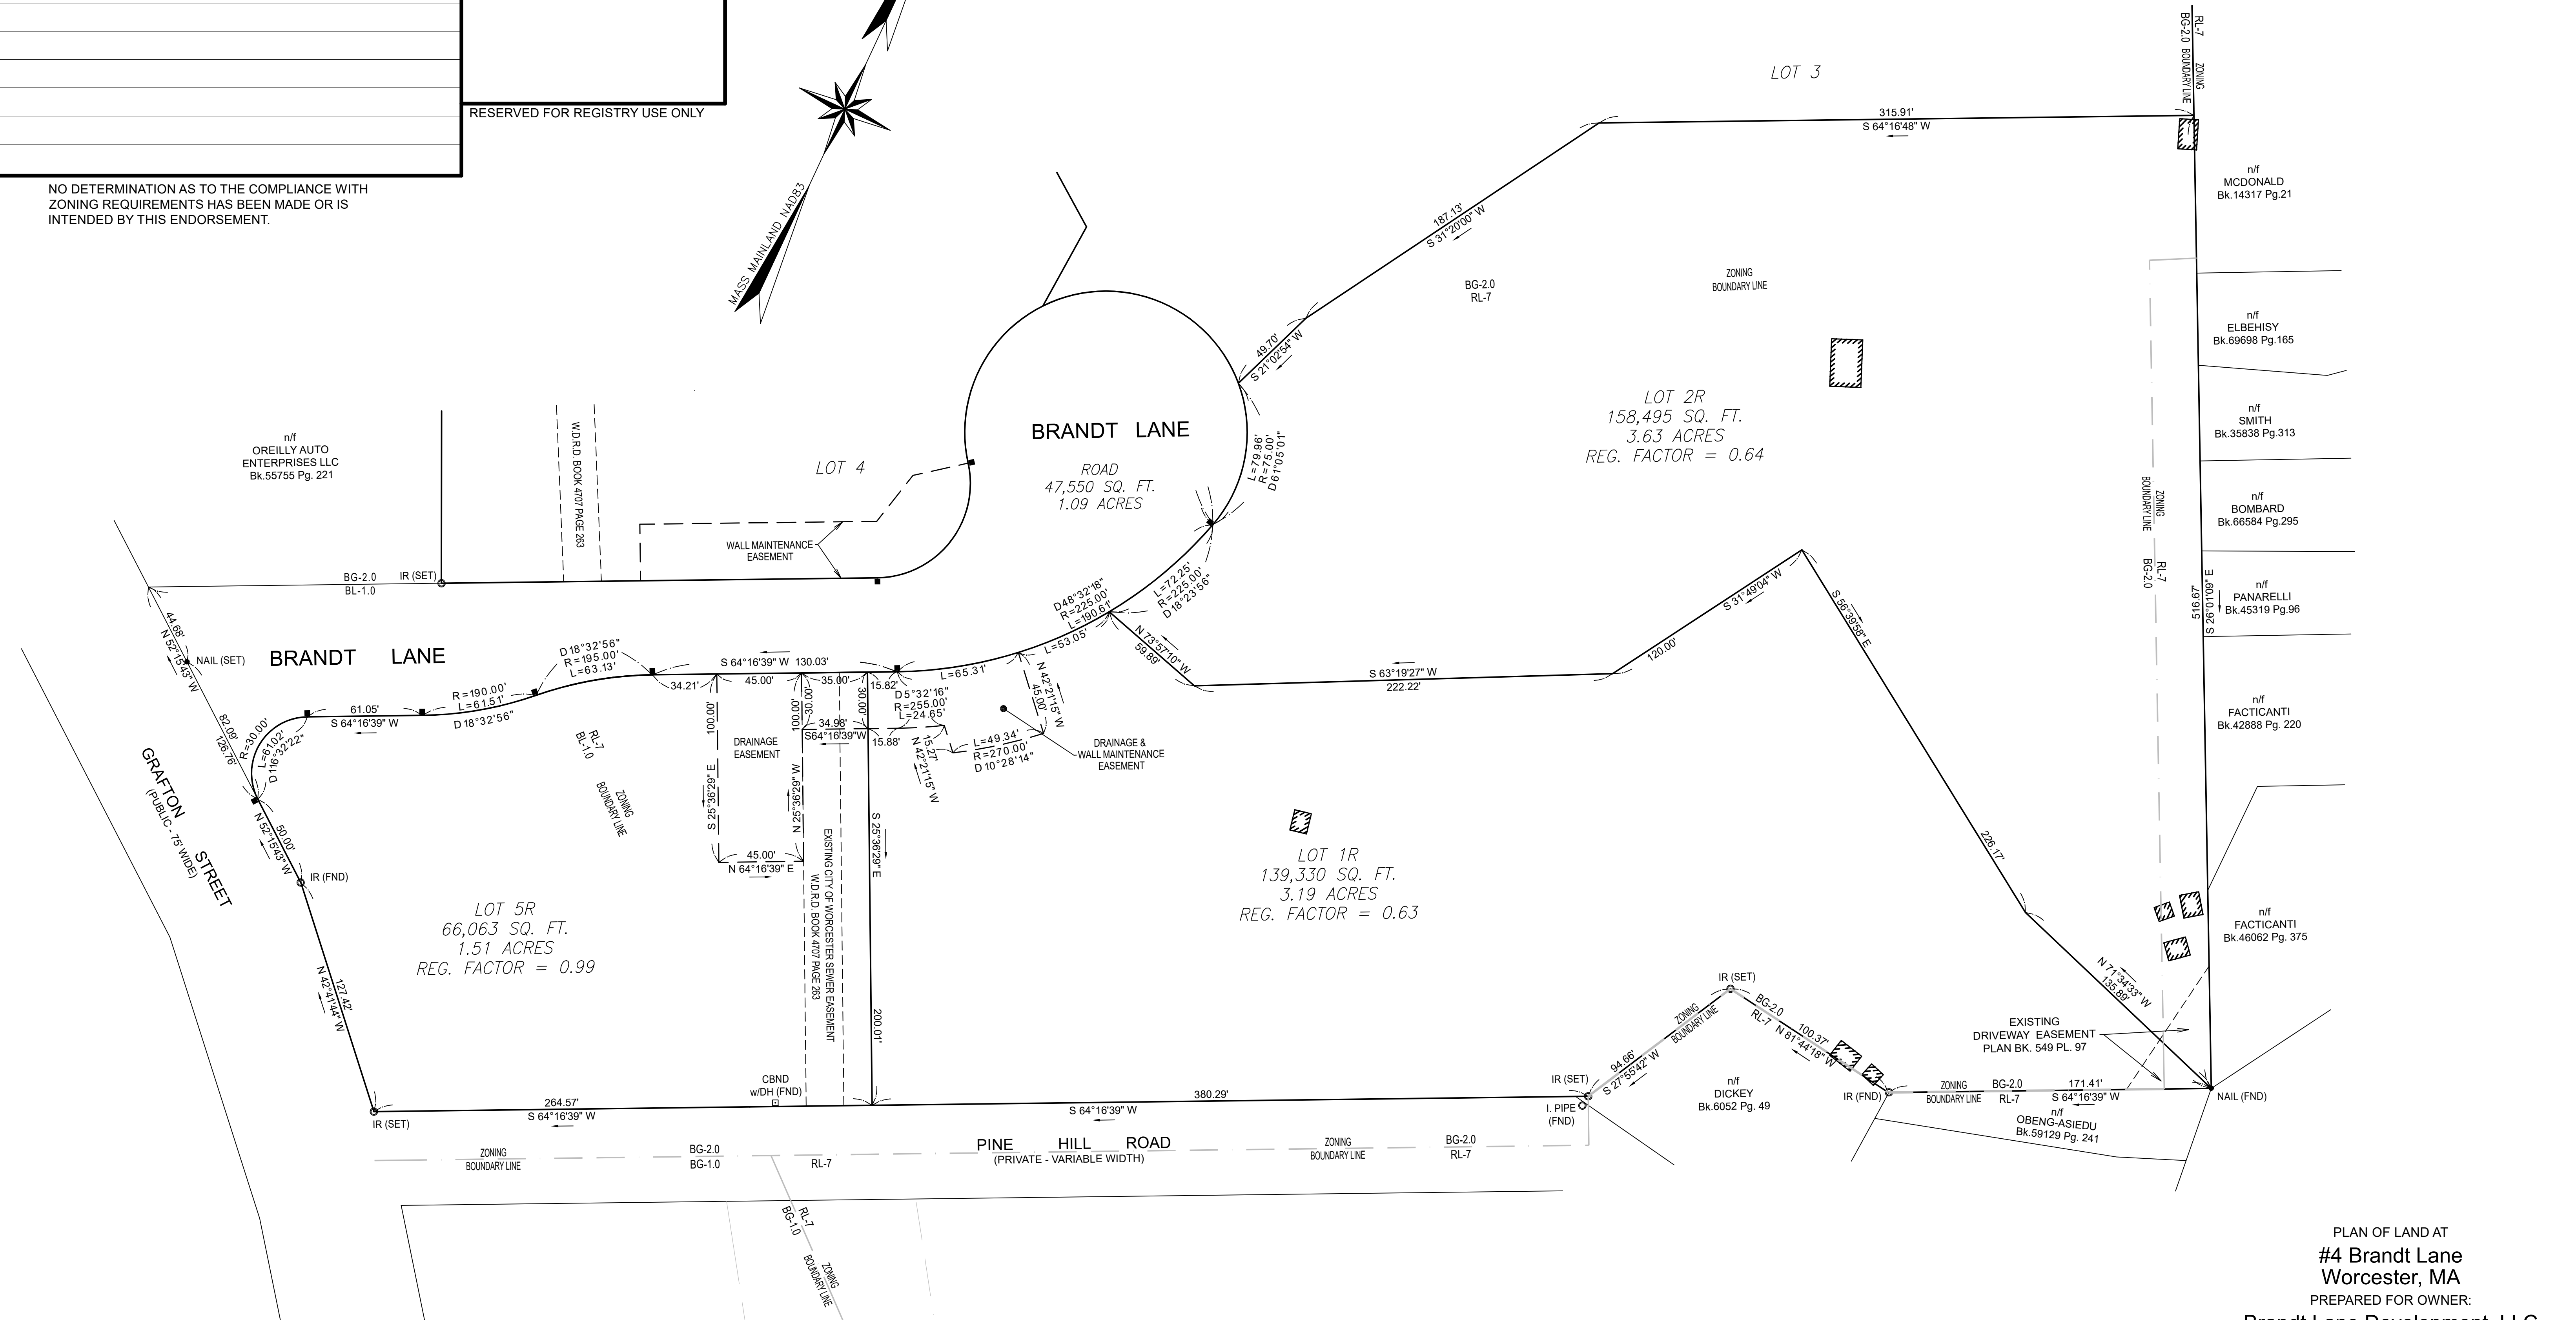 RESERVED FOR REGISTRY USE ONLY
NO DETERMINATION AS TO THE COMPLIANCE WITH
ZONING REQUIREMENTS HAS BEEN MADE OR IS
INTENDED BY THIS ENDORSEMENT.
MASS MAINLAND NAD83
LOT 3
RL-7
BG-2.0
ZONING
BOUNDARY LINE
315.91'
S 64°16'48" W
n/f
MCDONALD
Bk.14317 Pg.21
187.13'
S 31°20'00" W
BG-2.0
RL-7
ZONING
BOUNDARY LINE
49.70'
S 21°02'54" W
n/f
ELBEHISY
Bk.69698 Pg.165
LOT 2R
158,495 SQ. FT.
3.63 ACRES
REG. FACTOR = 0.64
n/f
SMITH
Bk.35838 Pg.313
n/f
BOMBARD
Bk.66584 Pg.295
n/f
PANARELLI
Bk.45319 Pg.96
516.67'
S 26°01'09" E
ZONING
BOUNDARY LINE
RL-7
BG-2.0
n/f
FACTICANTI
Bk.42888 Pg. 220
n/f
FACTICANTI
Bk.46062 Pg. 375
n/f
OREILLY AUTO
ENTERPRISES LLC
Bk.55755 Pg. 221
W.D.R.D. BOOK 4707 PAGE 263
LOT 4
BRANDT LANE
ROAD
47,550 SQ. FT.
1.09 ACRES
L=79.96'
R=75.00'
D61°05'01"
WALL MAINTENANCE
EASEMENT
BG-2.0
BL-1.0
IR (SET)
44.68'
N 52°15'43" W
NAIL (SET)
BRANDT LANE
D18°32'56"
R=195.00'
L=63.13'
S 64°16'39" W 130.03'
34.21'
45.00'
35.00'
15.82'
L=65.31'
L=53.05'
D48°32'18"
R=225.00'
L=190.61'
L=72.25'
R=225.00'
D18°23'56"
N 73°57'10" W
59.89'
S 63°19'27" W
222.22'
120.00'
S 31°49'04" W
S 56°39'58" E
226.17'
R=190.00'
L=61.51'
D18°32'56"
61.05'
S 64°16'39" W
R=30.00'
L=61.02'
D116°32'22"
82.09'
126.76'
GRAFTON STREET
(PUBLIC - 75' WIDE)
50.00'
N 52°15'43" W
IR (FND)
RL-7
BL-1.0
ZONING
BOUNDARY LINE
100.00'
S 25°36'29" E
DRAINAGE
EASEMENT
100.00'
30.00'
N 25°36'29" W
30.00'
34.98'
S64°16'39"W
15.88'
D5°32'16"
R=255.00'
L=24.65'
15.27'
N 42°21'15" W
L=49.34'
R=270.00'
D 10°28'14"
N 42°21'15" W
45.00'
DRAINAGE &
WALL MAINTENANCE
EASEMENT
45.00'
N 64°16'39" E
EXISTING CITY OF WORCESTER SEWER EASEMENT
W.D.R.D. BOOK 4707 PAGE 263
S 25°36'29" E
200.01'
LOT 1R
139,330 SQ. FT.
3.19 ACRES
REG. FACTOR = 0.63
LOT 5R
66,063 SQ. FT.
1.51 ACRES
REG. FACTOR = 0.99
127.42'
N 42°41'44" W
IR (SET)
264.57'
S 64°16'39" W
CBND
w/DH (FND)
380.29'
S 64°16'39" W
IR (SET)
I. PIPE
(FND)
94.66'
S 27°55'42" W
ZONING
BOUNDARY LINE
IR (SET)
BG-2.0
RL-7
100.37'
N 81°44'18" W
n/f
DICKEY
Bk.6052 Pg. 49
IR (FND)
ZONING
BOUNDARY LINE
BG-2.0
RL-7
171.41'
S 64°16'39" W
n/f
OBENG-ASIEDU
Bk.59129 Pg. 241
NAIL (FND)
N 71°34'33" W
135.89'
EXISTING
DRIVEWAY EASEMENT
PLAN BK. 549 PL. 97
PINE HILL ROAD
(PRIVATE - VARIABLE WIDTH)
ZONING
BOUNDARY LINE
BG-2.0
BG-1.0
RL-7
ZONING
BOUNDARY LINE
BG-2.0
RL-7
RL-7
BG-1.0
ZONING
BOUNDARY LINE
PLAN OF LAND AT
#4 Brandt Lane
Worcester, MA
PREPARED FOR OWNER:
Brandt Lane Development, LLC